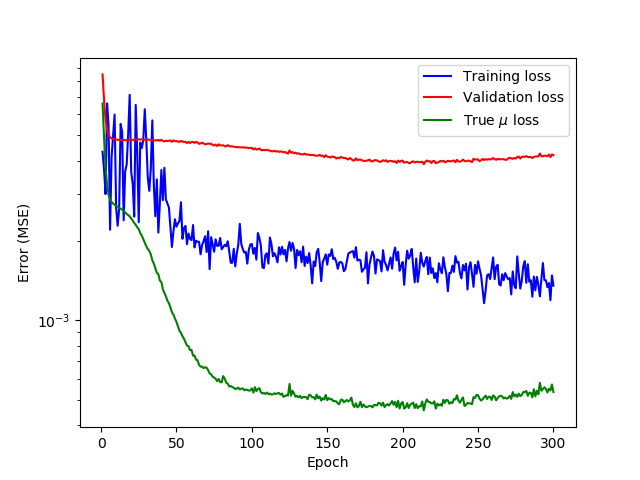 Training loss
Validation loss
True μ loss
Error (MSE)
10⁻³
0
50
100
150
200
250
300
Epoch